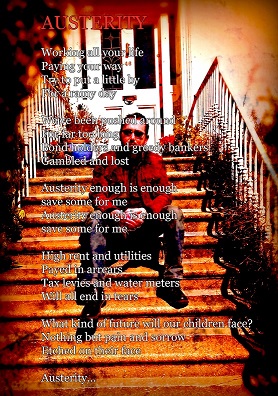 AUSTERITY
Working all your life
Paying your way
Try to put a little by
For a rainy day
We've been pushed around
For far too long
Bond holders and greedy bankers
Gambled and lost
Austerity enough is enough
save some for me
Austerity enough is enough
save some for me
High rent and utilities
Payed in arrears
Tax levies and water meters
Will all end in tears
What kind of future will our children face?
Nothing but pain and sorrow
Etched on their face
Austerity...